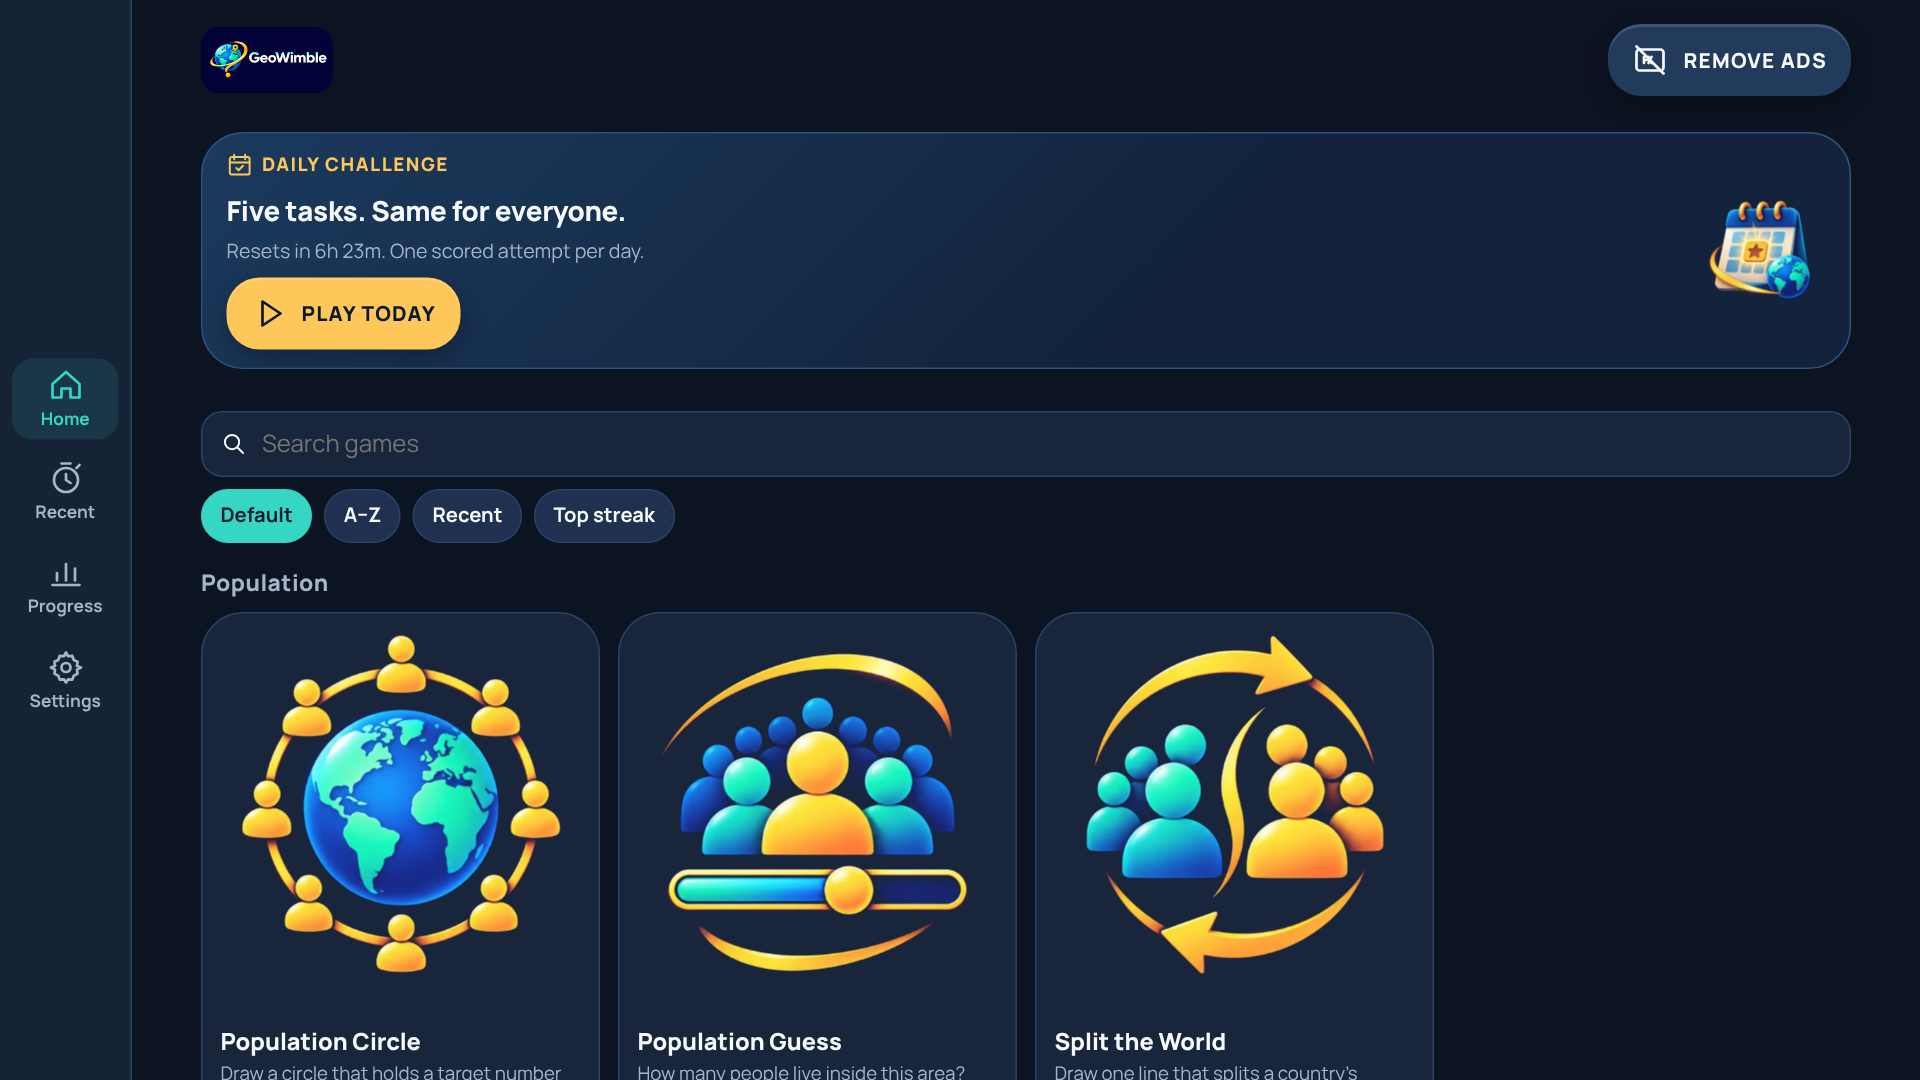 GeoWimble
REMOVE ADS
DAILY CHALLENGE
Five tasks. Same for everyone.
Resets in 6h 23m. One scored attempt per day.
PLAY TODAY
Home
Recent
Progress
Settings
Search games
Default
A–Z
Recent
Top streak
Population
Population Circle
Draw a circle that holds a target number
Population Guess
How many people live inside this area?
Split the World
Draw one line that splits a country's